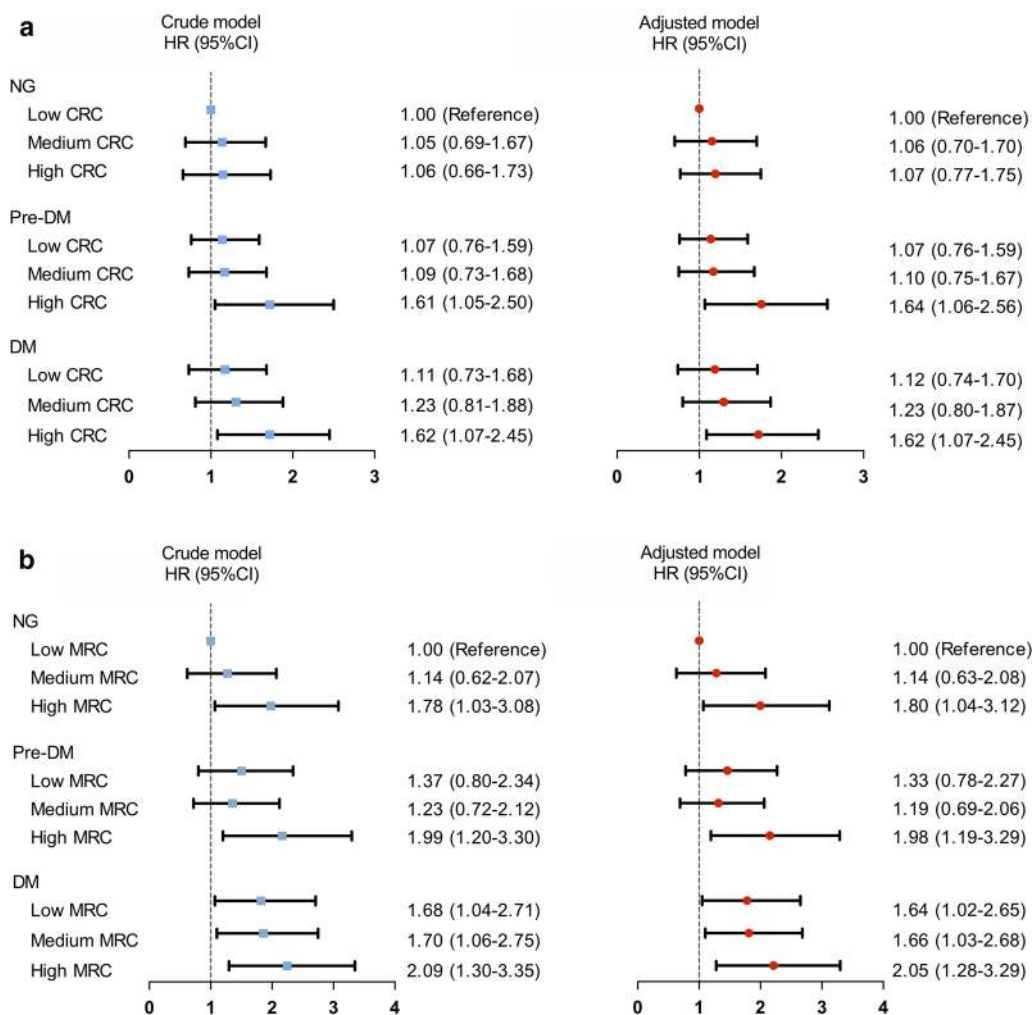 a
Crude model
HR (95%CI)
Adjusted model
HR (95%CI)
NG
Low CRC 1.00 (Reference) 1.00 (Reference)
Medium CRC 1.05 (0.69-1.67) 1.06 (0.70-1.70)
High CRC 1.06 (0.66-1.73) 1.07 (0.77-1.75)
Pre-DM
Low CRC 1.07 (0.76-1.59) 1.07 (0.76-1.59)
Medium CRC 1.09 (0.73-1.68) 1.10 (0.75-1.67)
High CRC 1.61 (1.05-2.50) 1.64 (1.06-2.56)
DM
Low CRC 1.11 (0.73-1.68) 1.12 (0.74-1.70)
Medium CRC 1.23 (0.81-1.88) 1.23 (0.80-1.87)
High CRC 1.62 (1.07-2.45) 1.62 (1.07-2.45)
0 1 2 3 0 1 2 3
b
Crude model
HR (95%CI)
Adjusted model
HR (95%CI)
NG
Low MRC 1.00 (Reference) 1.00 (Reference)
Medium MRC 1.14 (0.62-2.07) 1.14 (0.63-2.08)
High MRC 1.78 (1.03-3.08) 1.80 (1.04-3.12)
Pre-DM
Low MRC 1.37 (0.80-2.34) 1.33 (0.78-2.27)
Medium MRC 1.23 (0.72-2.12) 1.19 (0.69-2.06)
High MRC 1.99 (1.20-3.30) 1.98 (1.19-3.29)
DM
Low MRC 1.68 (1.04-2.71) 1.64 (1.02-2.65)
Medium MRC 1.70 (1.06-2.75) 1.66 (1.03-2.68)
High MRC 2.09 (1.30-3.35) 2.05 (1.28-3.29)
0 1 2 3 4 0 1 2 3 4